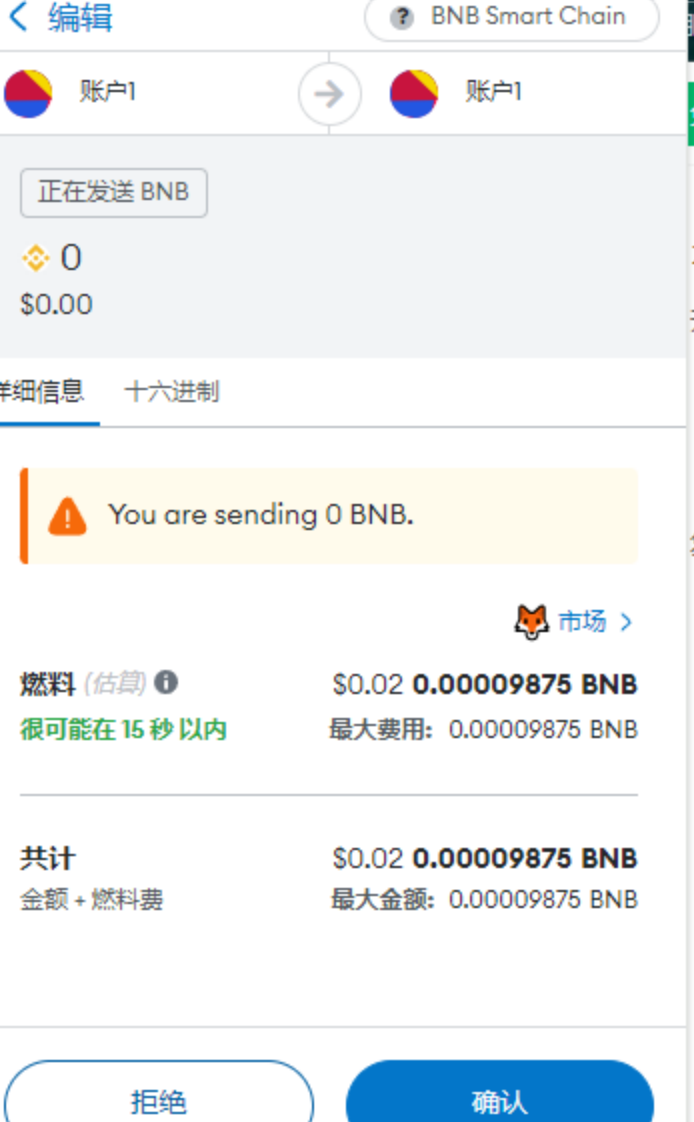 编辑
? BNB Smart Chain
账户1
账户1
正在发送 BNB
0
$0.00
详细信息
十六进制
You are sending 0 BNB.
市场
燃料 (估算)
$0.02 0.00009875 BNB
很可能在 15 秒 以内
最大费用: 0.00009875 BNB
共计
$0.02 0.00009875 BNB
金额 + 燃料费
最大金额: 0.00009875 BNB
拒绝
确认